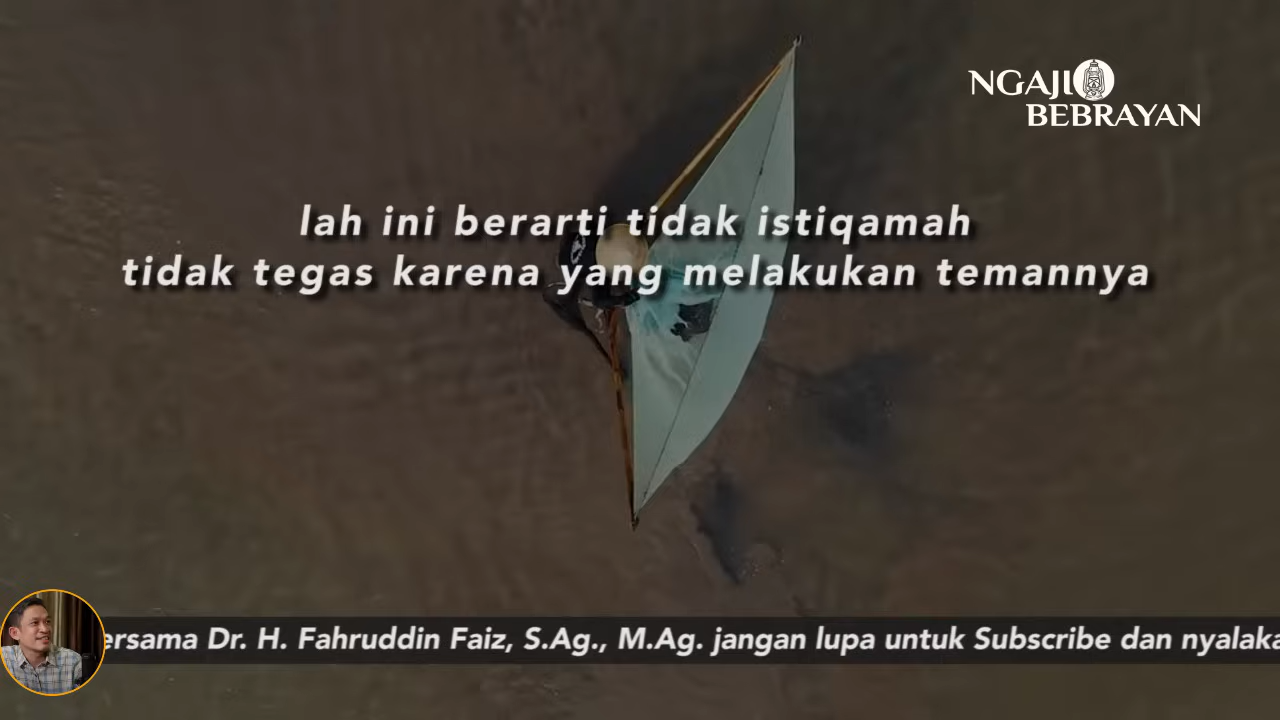 NGAJI
BEBRAYAN
lah ini berarti tidak istiqamah
tidak tegas karena yang melakukan temannya
ersama Dr. H. Fahruddin Faiz, S.Ag., M.Ag. jangan lupa untuk Subscribe dan nyalaka